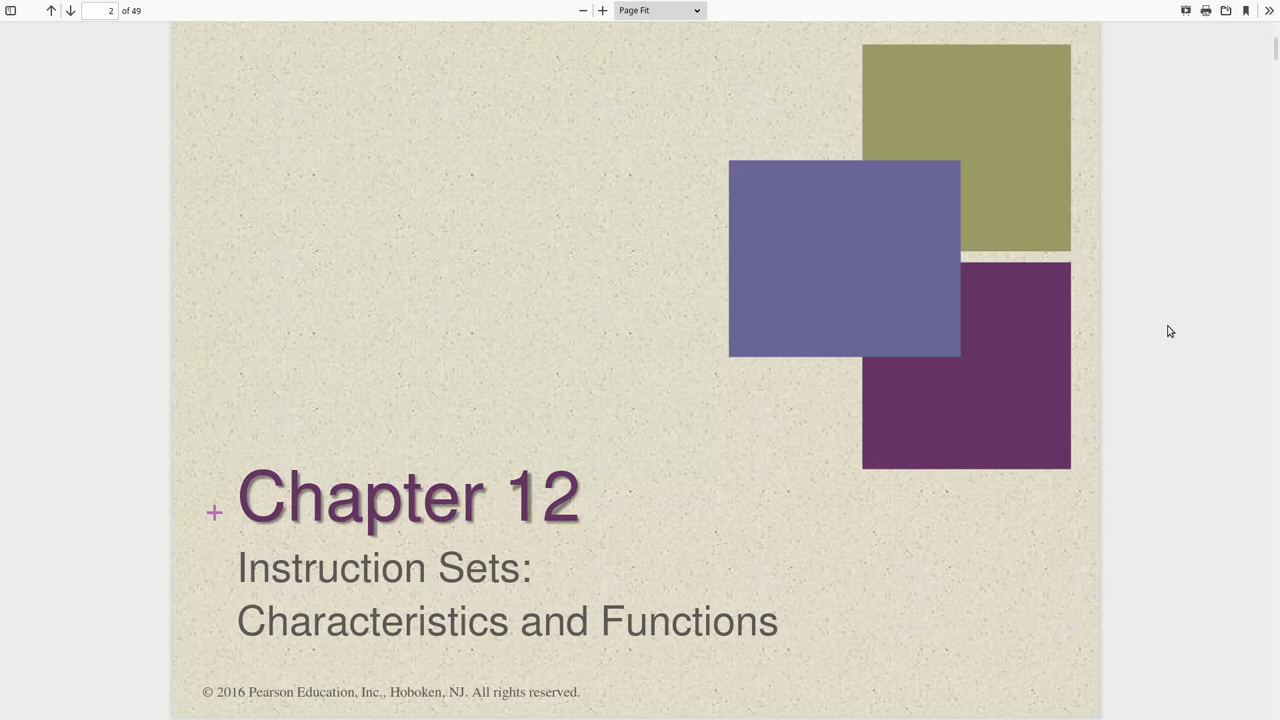 2 of 49 Page Fit
+ Chapter 12
Instruction Sets:
Characteristics and Functions
© 2016 Pearson Education, Inc., Hoboken, NJ. All rights reserved.